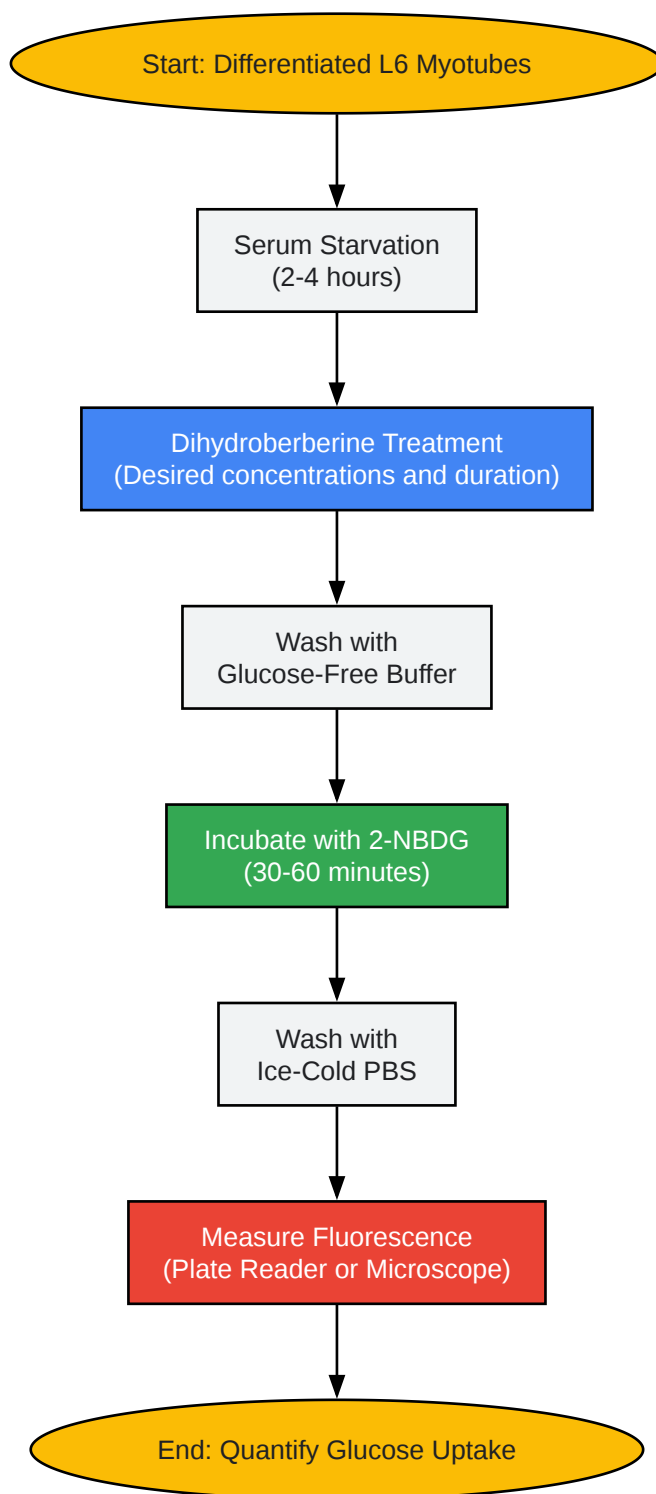 Start: Differentiated L6 Myotubes
Serum Starvation
(2-4 hours)
Dihydroberberine Treatment
(Desired concentrations and duration)
Wash with
Glucose-Free Buffer
Incubate with 2-NBDG
(30-60 minutes)
Wash with
Ice-Cold PBS
Measure Fluorescence
(Plate Reader or Microscope)
End: Quantify Glucose Uptake